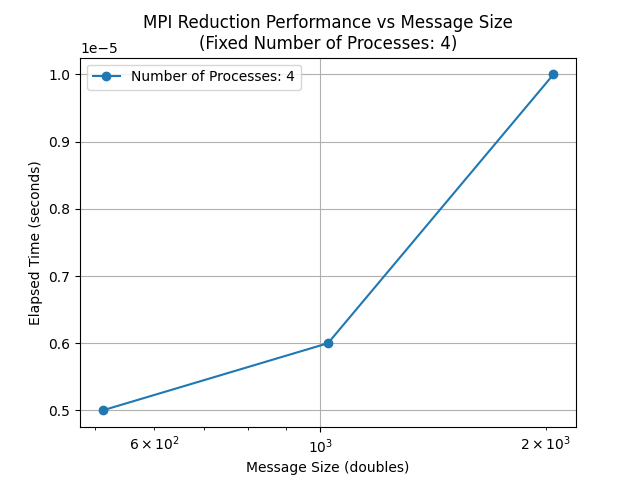 MPI Reduction Performance vs Message Size
(Fixed Number of Processes: 4)
1e−5
Number of Processes: 4
1.0
0.9
0.8
0.7
0.6
0.5
Elapsed Time (seconds)
6 × 10² 10³ 2 × 10³
Message Size (doubles)